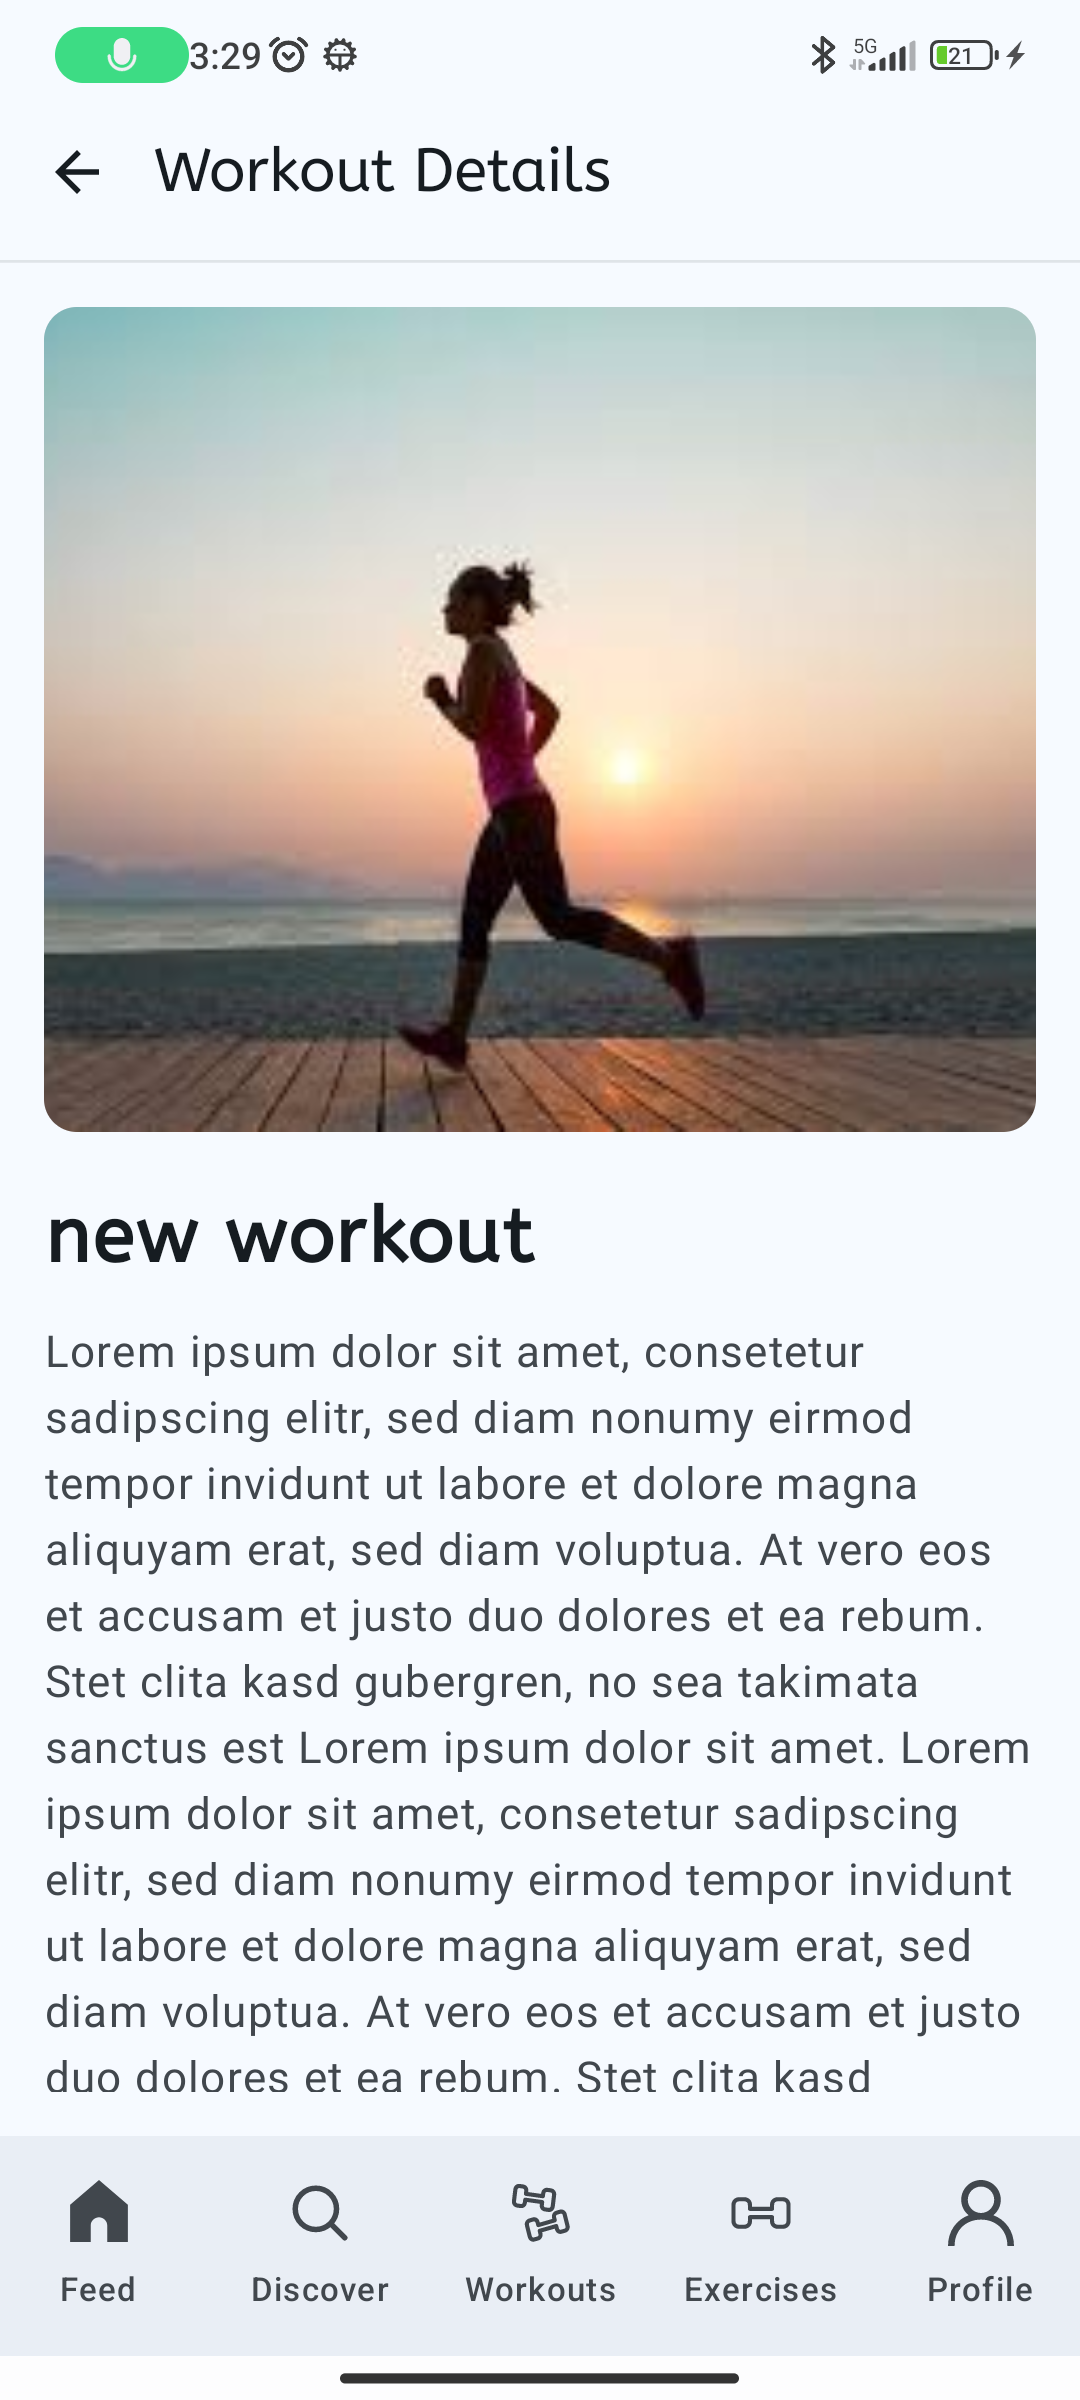 3:29
5G
21
Workout Details
new workout
Lorem ipsum dolor sit amet, consetetur
sadipscing elitr, sed diam nonumy eirmod
tempor invidunt ut labore et dolore magna
aliquyam erat, sed diam voluptua. At vero eos
et accusam et justo duo dolores et ea rebum.
Stet clita kasd gubergren, no sea takimata
sanctus est Lorem ipsum dolor sit amet. Lorem
ipsum dolor sit amet, consetetur sadipscing
elitr, sed diam nonumy eirmod tempor invidunt
ut labore et dolore magna aliquyam erat, sed
diam voluptua. At vero eos et accusam et justo
duo dolores et ea rebum. Stet clita kasd
Feed
Discover
Workouts
Exercises
Profile